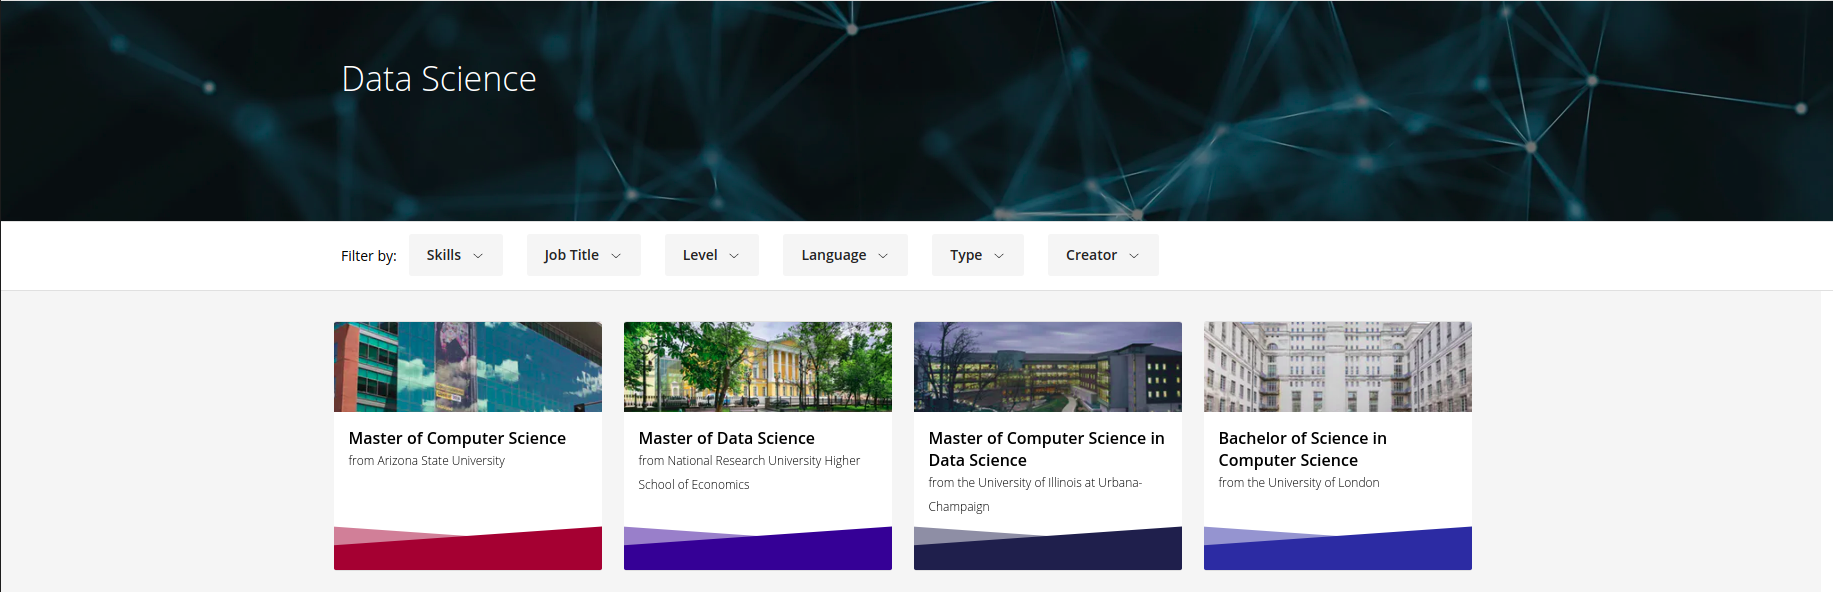 Data Science
Filter by: Skills Job Title Level Language Type Creator
Master of Computer Science
from Arizona State University
Master of Data Science
from National Research University Higher
School of Economics
Master of Computer Science in
Data Science
from the University of Illinois at Urbana-
Champaign
Bachelor of Science in
Computer Science
from the University of London